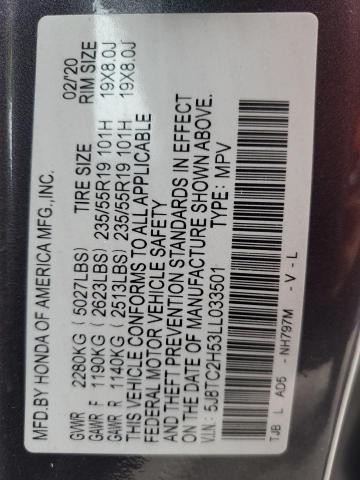 MFD.BY HONDA OF AMERICA MFG.,INC. 02/20
TIRE SIZE RIM SIZE
GVWR 2280KG (5027LBS)
GAWR F 1190KG (2623LBS) 235/55R19 101H 19X8.0J
GAWR R 1140KG (2513LBS) 235/55R19 101H 19X8.0J
THIS VEHICLE CONFORMS TO ALL APPLICABLE
FEDERAL MOTOR VEHICLE SAFETY
AND THEFT PREVENTION STANDARDS IN EFFECT
ON THE DATE OF MANUFACTURE SHOWN ABOVE.
V.I.N.: 5J8TC2H53LL033501 TYPE: MPV
TJB L AD5 - NH797M - V - L